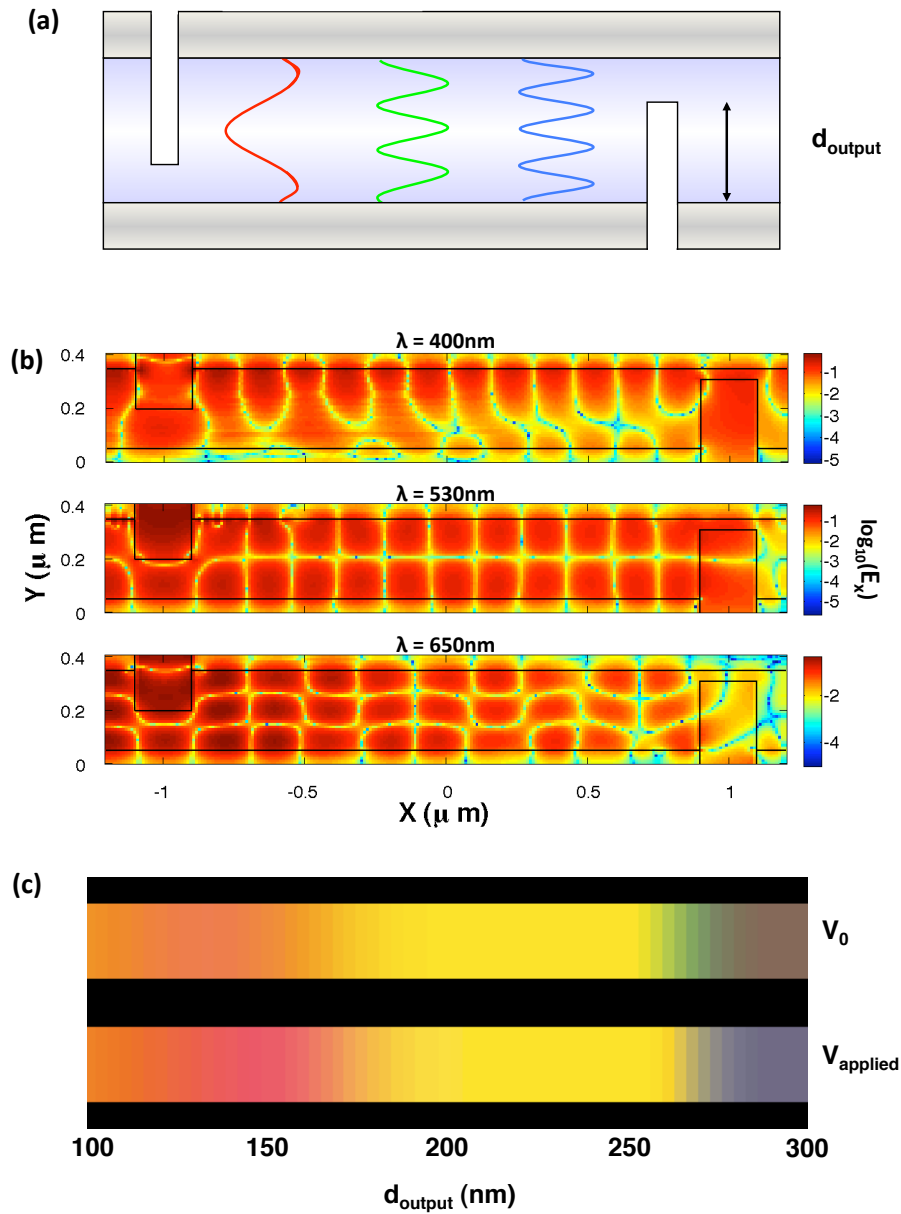 (a)
d_output
(b)
λ = 400nm
0.4
0.2
0
-1
-2
-3
-4
-5
λ = 530nm
0.4
0.2
0
-1
-2
-3
-4
-5
Y (μ m)
log₁₀(Eₓ)
λ = 650nm
0.4
0.2
0
-2
-4
-1 -0.5 0 0.5 1
X (μ m)
(c)
V₀
V_applied
100 150 200 250 300
d_output (nm)